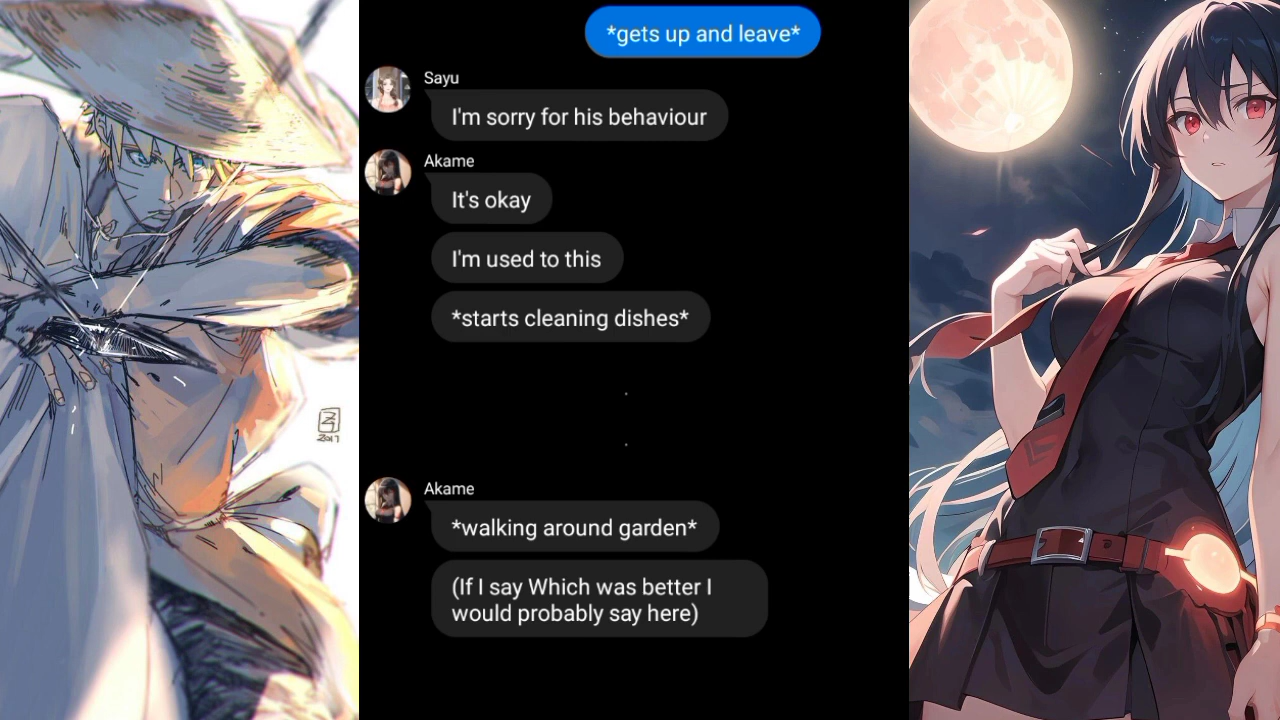 *gets up and leave*
Sayu
I'm sorry for his behaviour
Akame
It's okay
I'm used to this
*starts cleaning dishes*
.
.
Akame
*walking around garden*
(If I say Which was better I
would probably say here)
2017